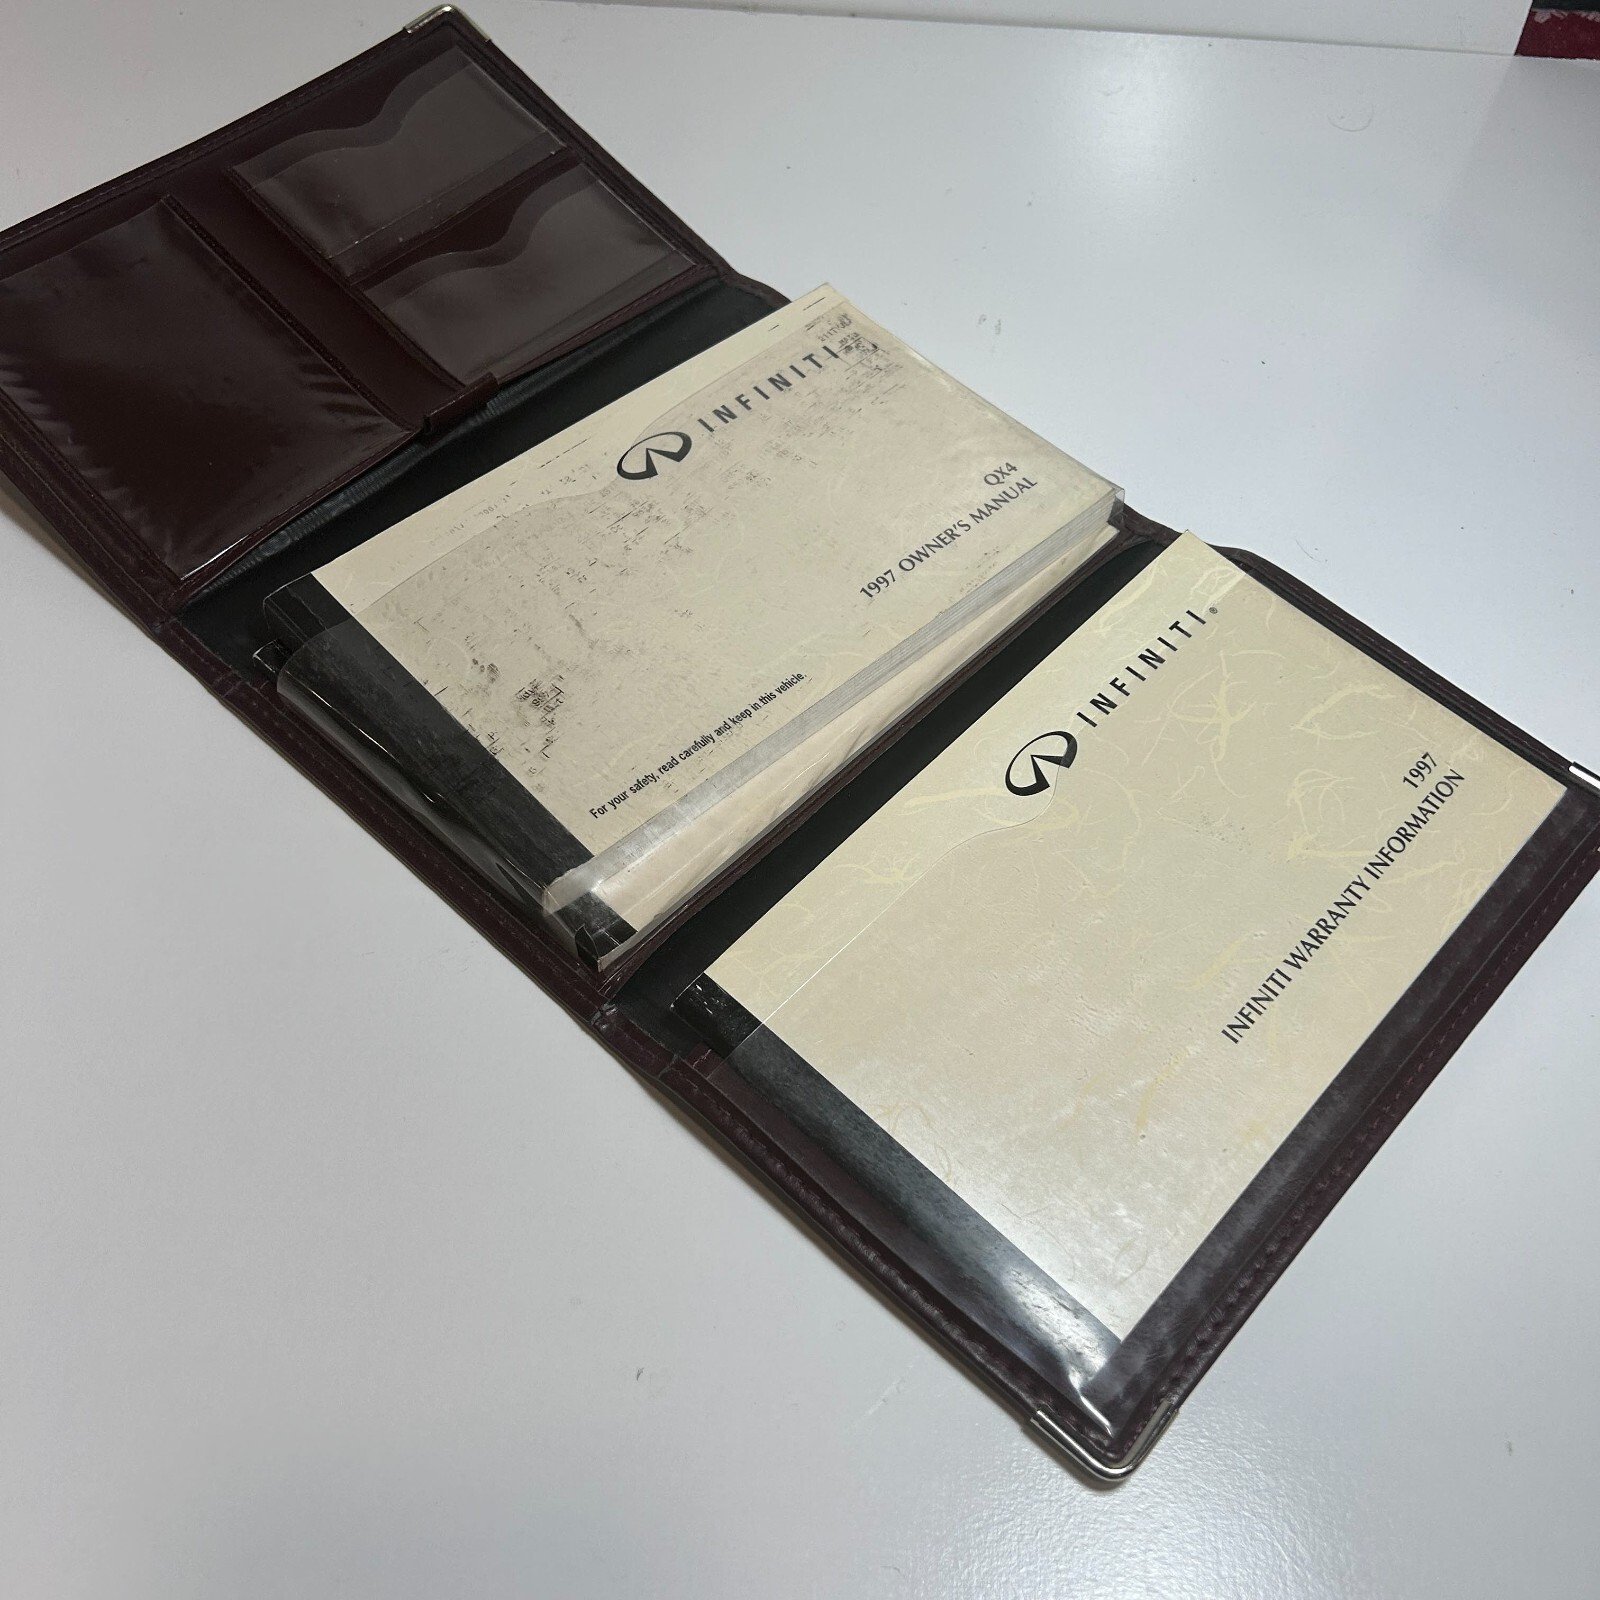 INFINITI
QX4
1997 OWNER'S MANUAL
For your safety, read carefully and keep in this vehicle.
INFINITI®
1997
INFINITI WARRANTY INFORMATION